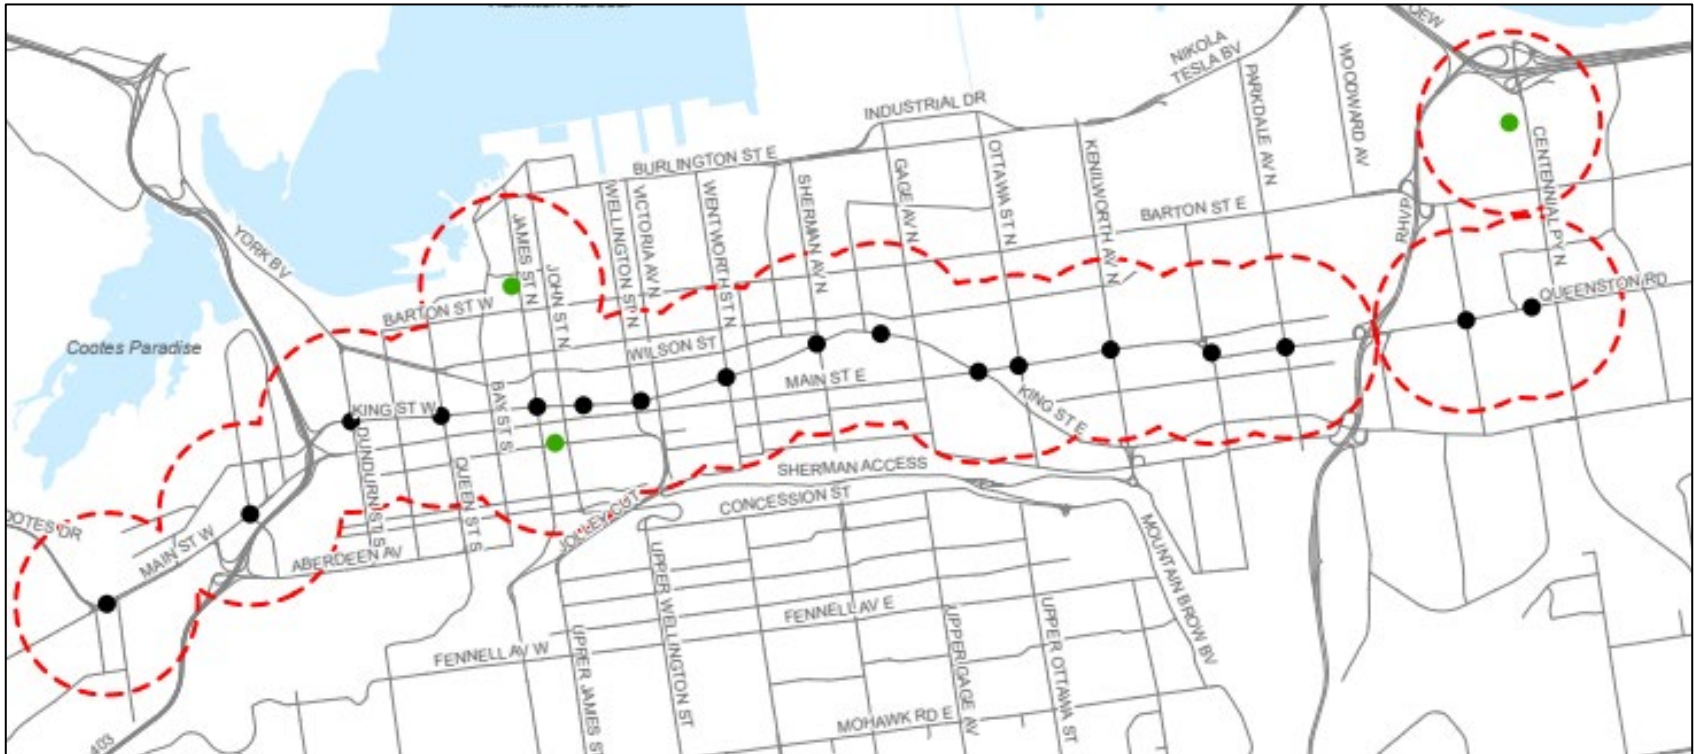 QEW
NIKOLA
TESLA BV
WOODWARD AV
PARKDALE AV N
INDUSTRIAL DR
CENTENNIAL PY N
BURLINGTON ST E
GAGE AV N
OTTAWA ST N
KENILWORTH AV N
SHERMAN AV N
WENTWORTH ST N
VICTORIA AV N
WELLINGTON ST N
BARTON ST E
RHVP
JAMES ST N
JOHN ST N
YORK BV
BARTON ST W
QUEENSTON RD
Cootes Paradise
WILSON ST
MAIN ST E
KING ST W
BAY ST S
KING ST E
DUNDURN ST S
QUEEN ST S
SHERMAN ACCESS
CONCESSION ST
JOLLEY CUT
OOTES DR
MAIN ST W
ABERDEEN AV
MOUNTAIN BROW BV
UPPER WELLINGTON ST
FENNELL AV E
UPPER GAGE AV
UPPER OTTAWA ST
FENNELL AV W
UPPER JAMES ST
MOHAWK RD E
403